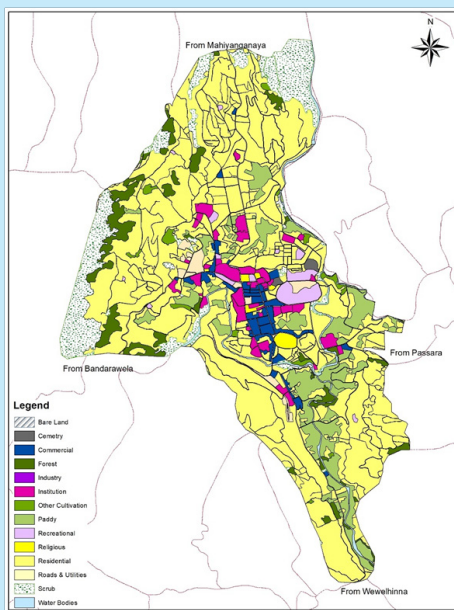 From Mahiyanganaya
N
From Passara
From Bandarawela
Legend
Bare Land
Cemetry
Commercial
Forest
Industry
Institution
Other Cultivation
Paddy
Recreational
Religious
Residential
Roads & Utilities
Scrub
Water Bodies
From Wewelhinna